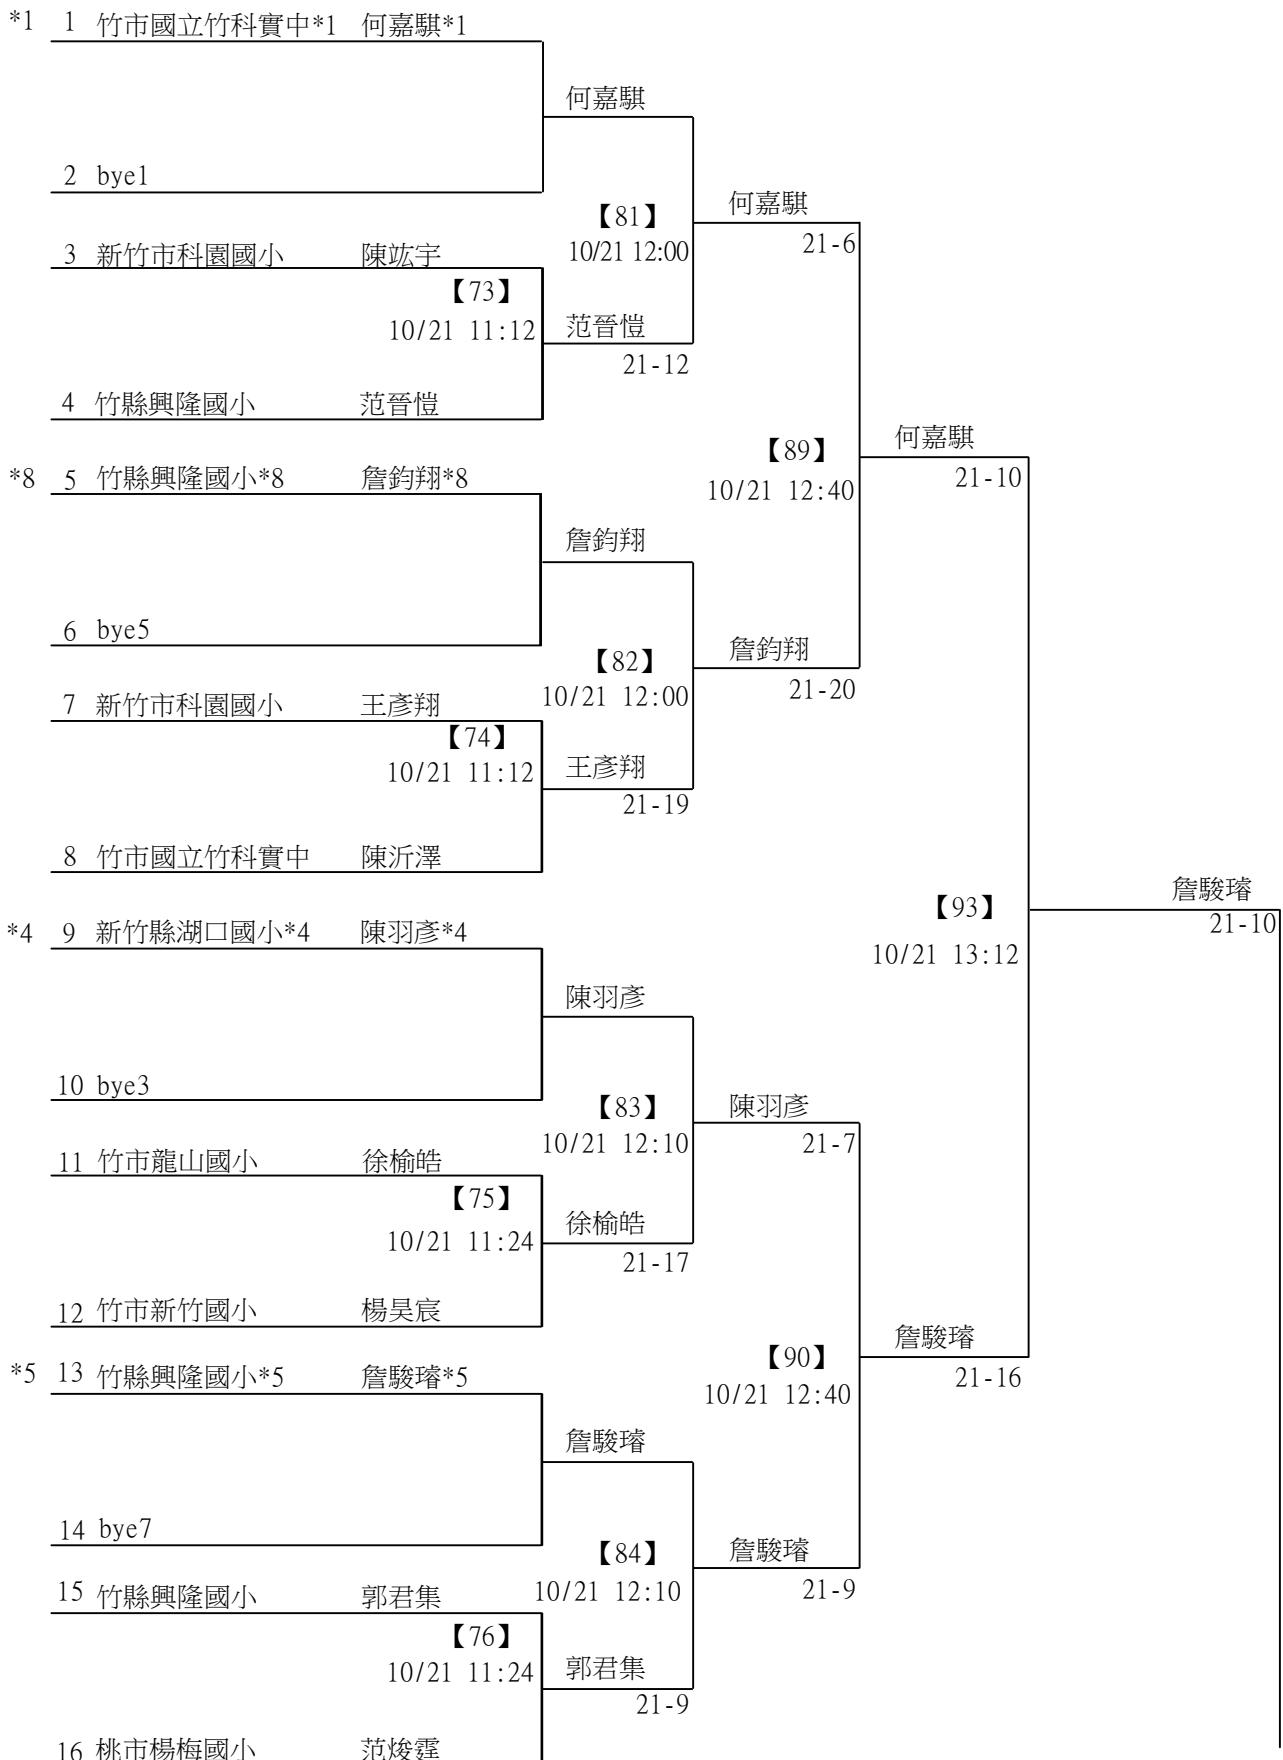 *1 1 竹市國立竹科實中*1 何嘉騏*1
何嘉騏
2 bye1
【81】 何嘉騏
3 新竹市科園國小 陳竑宇 10/21 12:00 21-6
【73】
10/21 11:12 范晉愷
21-12
4 竹縣興隆國小 范晉愷
【89】 何嘉騏
*8 5 竹縣興隆國小*8 詹鈞翔*8 10/21 12:40 21-10
詹鈞翔
6 bye5
【82】 詹鈞翔
7 新竹市科園國小 王彥翔 10/21 12:00 21-20
【74】
10/21 11:12 王彥翔
21-19
8 竹市國立竹科實中 陳沂澤
【93】 詹駿璿
*4 9 新竹縣湖口國小*4 陳羽彥*4 21-10
10/21 13:12
陳羽彥
10 bye3
【83】 陳羽彥
11 竹市龍山國小 徐榆皓 10/21 12:10 21-7
【75】
10/21 11:24 徐榆皓
21-17
12 竹市新竹國小 楊昊宸
【90】 詹駿璿
*5 13 竹縣興隆國小*5 詹駿璿*5 10/21 12:40 21-16
詹駿璿
14 bye7
【84】 詹駿璿
15 竹縣興隆國小 郭君集 10/21 12:10 21-9
【76】
10/21 11:24 郭君集
21-9
16 桃市楊梅國小 范焌霆